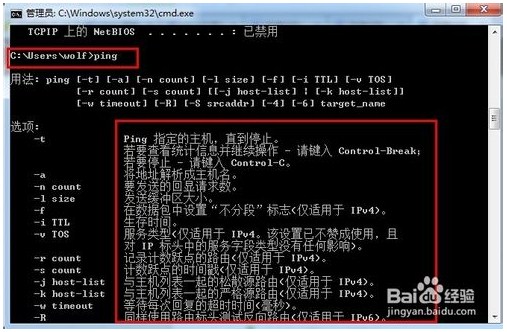 管理员: C:\Windows\system32\cmd.exe
TCPIP 上的 NetBIOS . . . . . . . : 已禁用
C:\Users\wolf>ping
用法: ping [-t] [-a] [-n count] [-l size] [-f] [-i TTL] [-v TOS]
[-r count] [-s count] [[-j host-list] | [-k host-list]]
[-w timeout] [-R] [-S srcaddr] [-4] [-6] target_name
选项:
-t Ping 指定的主机，直到停止。
若要查看统计信息并继续操作 - 请键入 Control-Break;
若要停止 - 请键入 Control-C。
-a 将地址解析成主机名。
-n count 要发送的回显请求数。
-l size 发送缓冲区大小。
-f 在数据包中设置“不分段”标志(仅适用于 IPv4)。
-i TTL 生存时间。
-v TOS 服务类型(仅适用于 IPv4。该设置已不赞成使用，且
对 IP 标头中的服务字段类型没有任何影响)。
-r count 记录计数跃点的路由(仅适用于 IPv4)。
-s count 计数跃点的时间戳(仅适用于 IPv4)。
-j host-list 与主机列表一起的松散源路由(仅适用于 IPv4)。
-k host-list 与主机列表一起的严格源路由(仅适用于 IPv4)。
-w timeout 等待每次回复的超时时间(毫秒)。
-R 同样使用路由标头测试反向路由(仅适用于 IPv6)。
Baidu 经验
jingyan.baidu.com